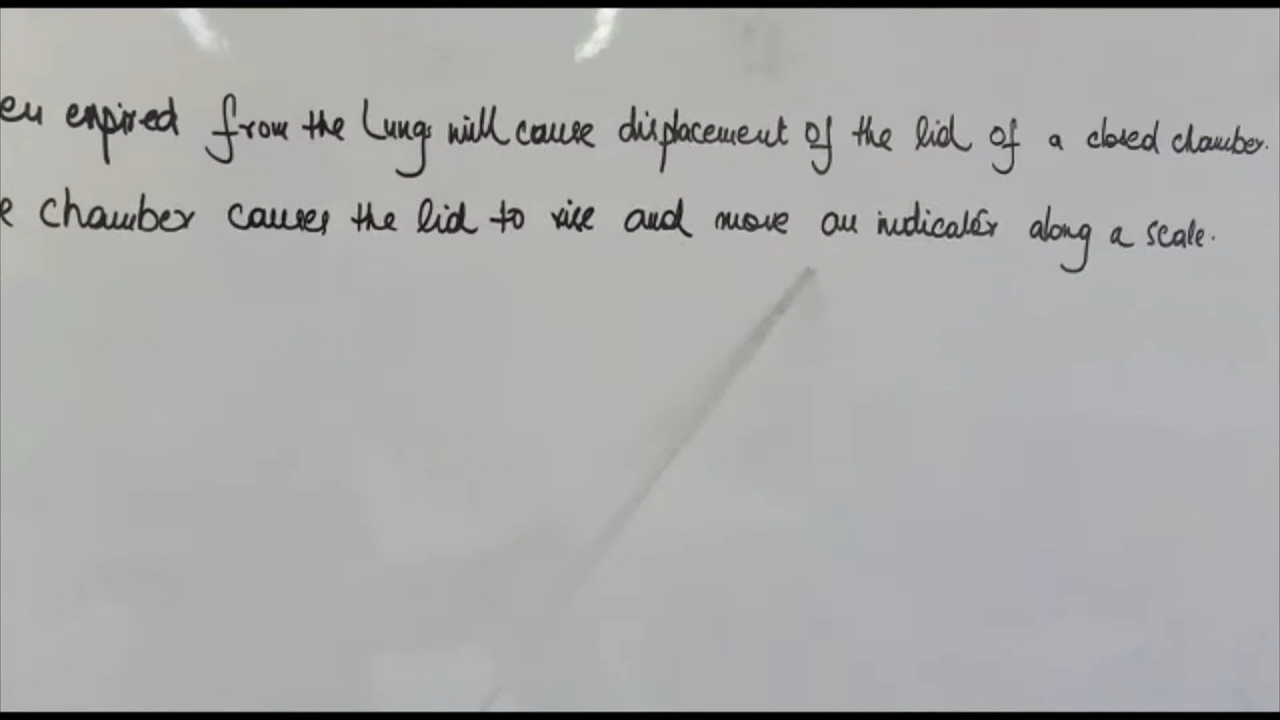 en expired from the Lungs will cause displacement of the lid of a closed chamber.
e chamber causes the lid to rise and move an indicator along a scale.